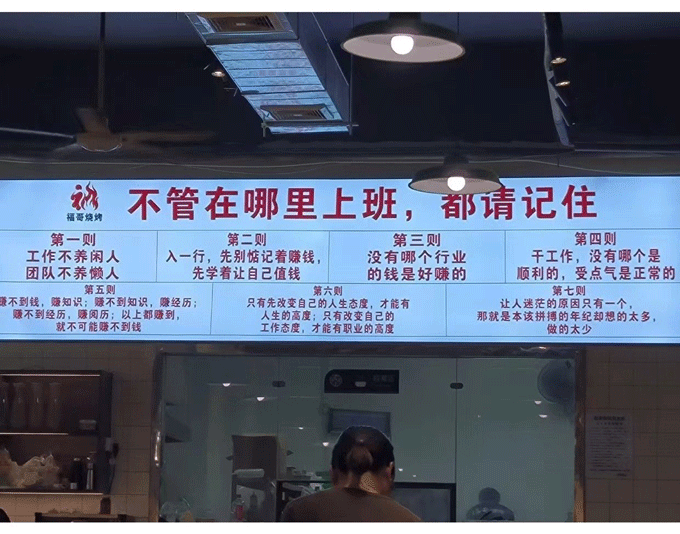 福哥烧烤
不管在哪里上班，都请记住
第一则
工作不养闲人
团队不养懒人
第二则
入一行，先别惦记着赚钱，
先学着让自己值钱
第三则
没有哪个行业
的钱是好赚的
第四则
干工作，没有哪个是
顺利的，受点气是正常的
第五则
赚不到钱，赚知识；赚不到知识，赚经历；
赚不到经历，赚阅历；以上都赚到，
就不可能赚不到钱
第六则
只有先改变自己的人生态度，才能有
人生的高度；只有改变自己的
工作态度，才能有职业的高度
第七则
让人迷茫的原因只有一个，
那就是本该拼搏的年纪却想的太多，
做的太少